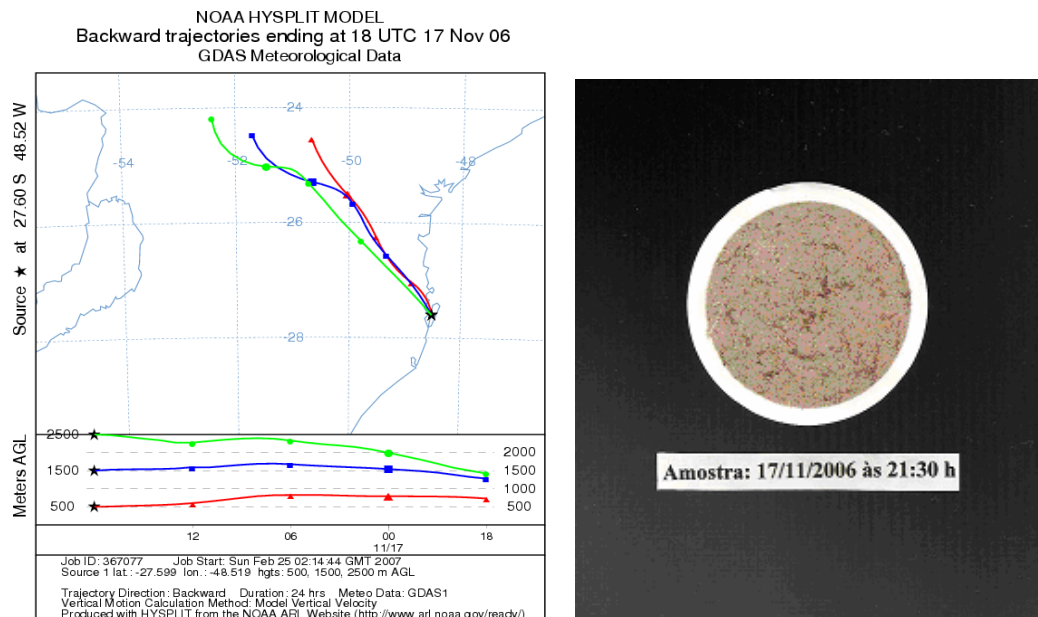 NOAA HYSPLIT MODEL
Backward trajectories ending at 18 UTC 17 Nov 06
GDAS Meteorological Data
Source ★ at 27.60 S 48.52 W
-24
-54
-52
-50
-48
-26
-28
Meters AGL
2500
2000
1500
1500
1000
500
500
12
06
00
18
11/17
Job ID: 367077 Job Start: Sun Feb 25 02:14:44 GMT 2007
Source 1 lat.: -27.599 lon.: -48.519 hgts: 500, 1500, 2500 m AGL
Trajectory Direction: Backward Duration: 24 hrs Meteo Data: GDAS1
Vertical Motion Calculation Method: Model Vertical Velocity
Produced with HYSPLIT from the NOAA ARL Website (http://www.arl.noaa.gov/ready/)
Amostra: 17/11/2006 às 21:30 h